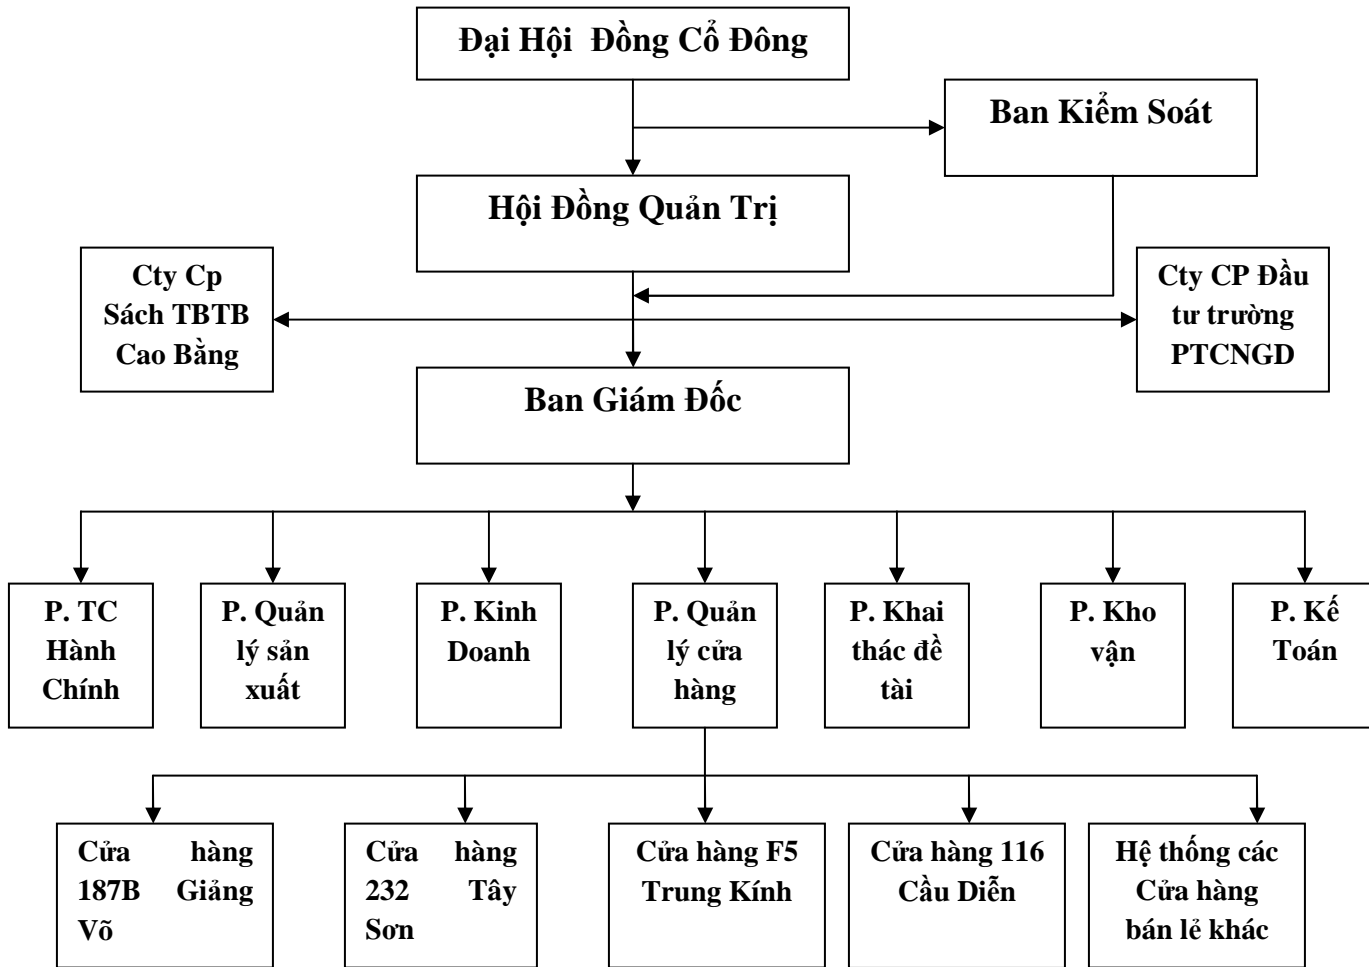 Đại Hội Đồng Cổ Đông
Ban Kiểm Soát
Hội Đồng Quản Trị
Cty Cp
Sách TBTB
Cao Bằng
Cty CP Đầu
tư trường
PTCNGD
Ban Giám Đốc
P. TC
Hành
Chính
P. Quản
lý sản
xuất
P. Kinh
Doanh
P. Quản
lý cửa
hàng
P. Khai
thác đề
tài
P. Kho
vận
P. Kế
Toán
Cửa hàng
187B Giảng
Võ
Cửa hàng
232 Tây
Sơn
Cửa hàng F5
Trung Kính
Cửa hàng 116
Cầu Diễn
Hệ thống các
Cửa hàng
bán lẻ khác